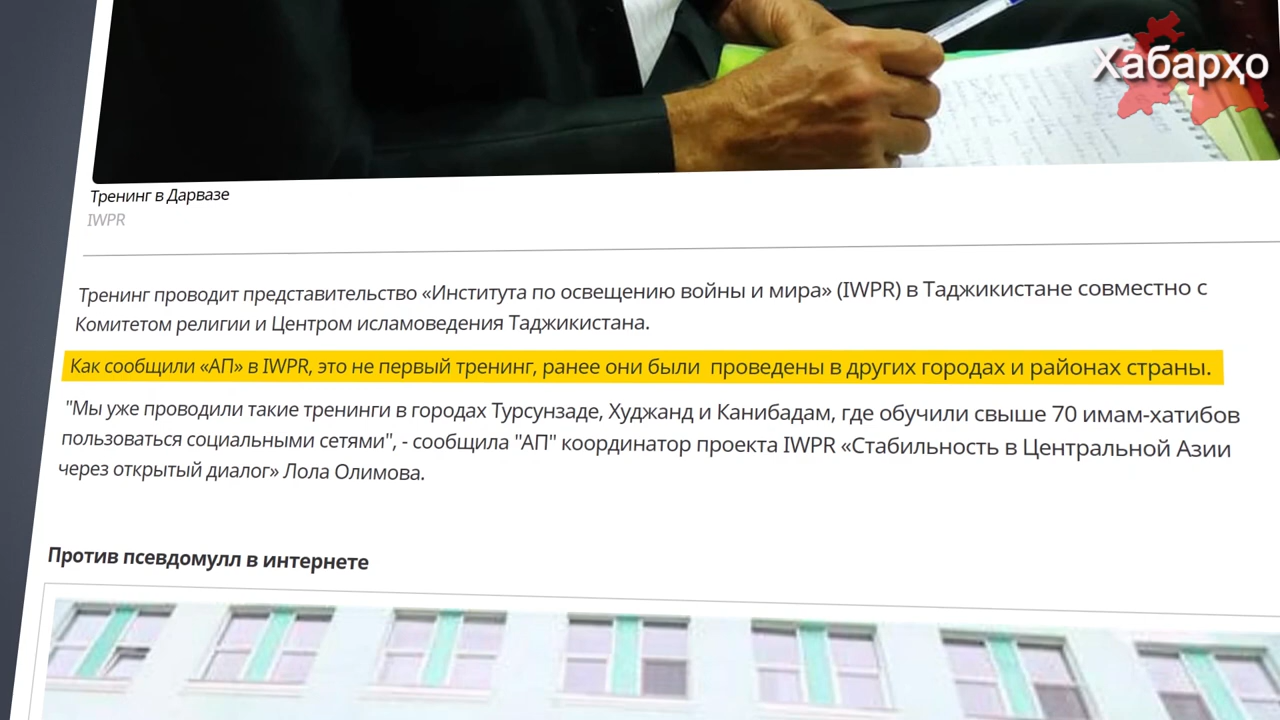 Хабарҳо
Тренинг в Дарвазе
IWPR
Тренинг проводит представительство «Института по освещению войны и мира» (IWPR) в Таджикистане совместно с
Комитетом религии и Центром исламоведения Таджикистана.
Как сообщили «АП» в IWPR, это не первый тренинг, ранее они были проведены в других городах и районах страны.
"Мы уже проводили такие тренинги в городах Турсунзаде, Худжанд и Канибадам, где обучили свыше 70 имам-хатибов
пользоваться социальными сетями", - сообщила "АП" координатор проекта IWPR «Стабильность в Центральной Азии
через открытый диалог» Лола Олимова.
Против псевдомулл в интернете